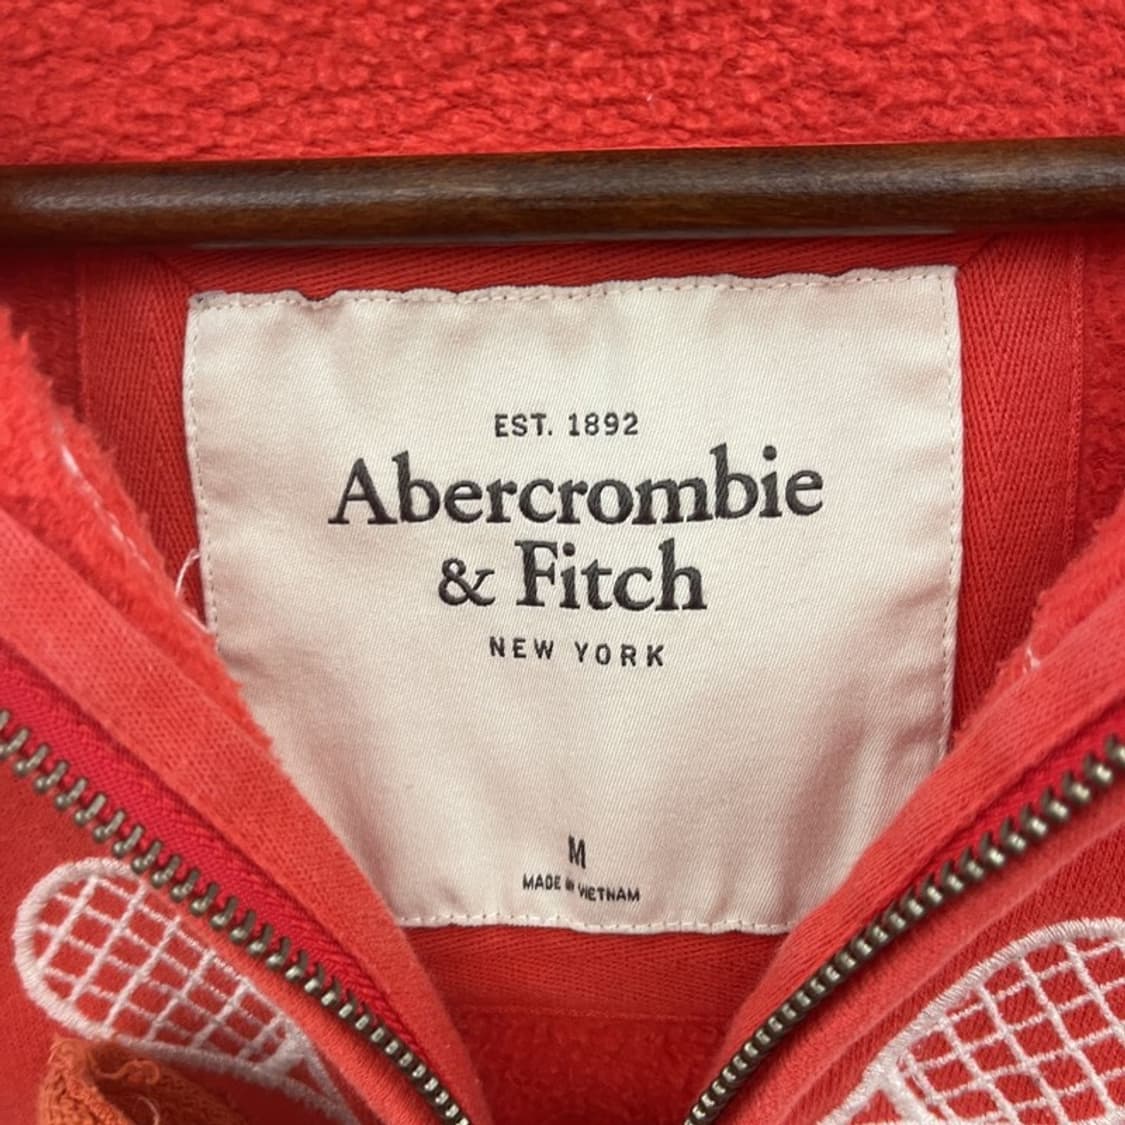 EST. 1892
Abercrombie
& Fitch
NEW YORK
M
MADE IN VIETNAM